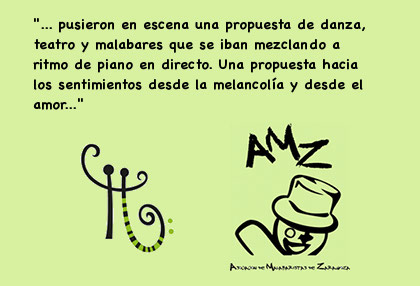 "... pusieron en escena una propuesta de danza,
teatro y malabares que se iban mezclando a
ritmo de piano en directo. Una propuesta hacia
los sentimientos desde la melancolía y desde el
amor..."
AMZ
Asociacion de Malabaristas de Zaragoza